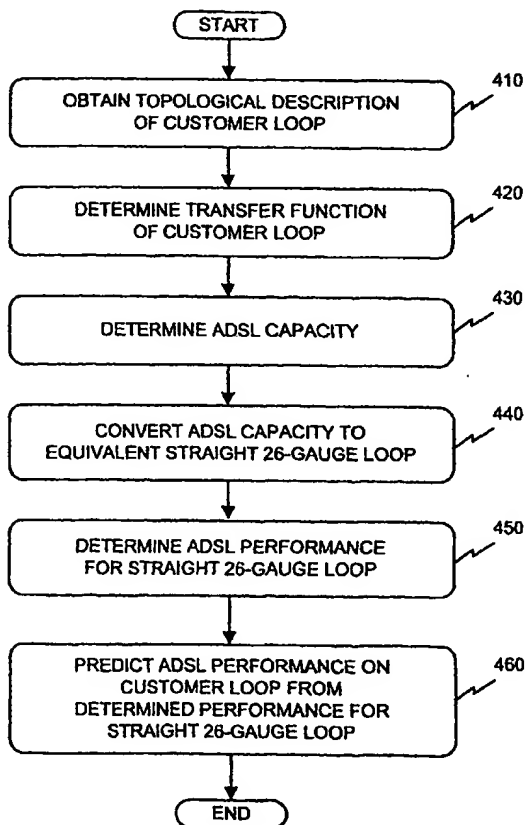 START
410
OBTAIN TOPOLOGICAL DESCRIPTION
OF CUSTOMER LOOP
420
DETERMINE TRANSFER FUNCTION
OF CUSTOMER LOOP
430
DETERMINE ADSL CAPACITY
440
CONVERT ADSL CAPACITY TO
EQUIVALENT STRAIGHT 26-GAUGE LOOP
450
DETERMINE ADSL PERFORMANCE
FOR STRAIGHT 26-GAUGE LOOP
460
PREDICT ADSL PERFORMANCE ON
CUSTOMER LOOP FROM
DETERMINED PERFORMANCE FOR
STRAIGHT 26-GAUGE LOOP
END